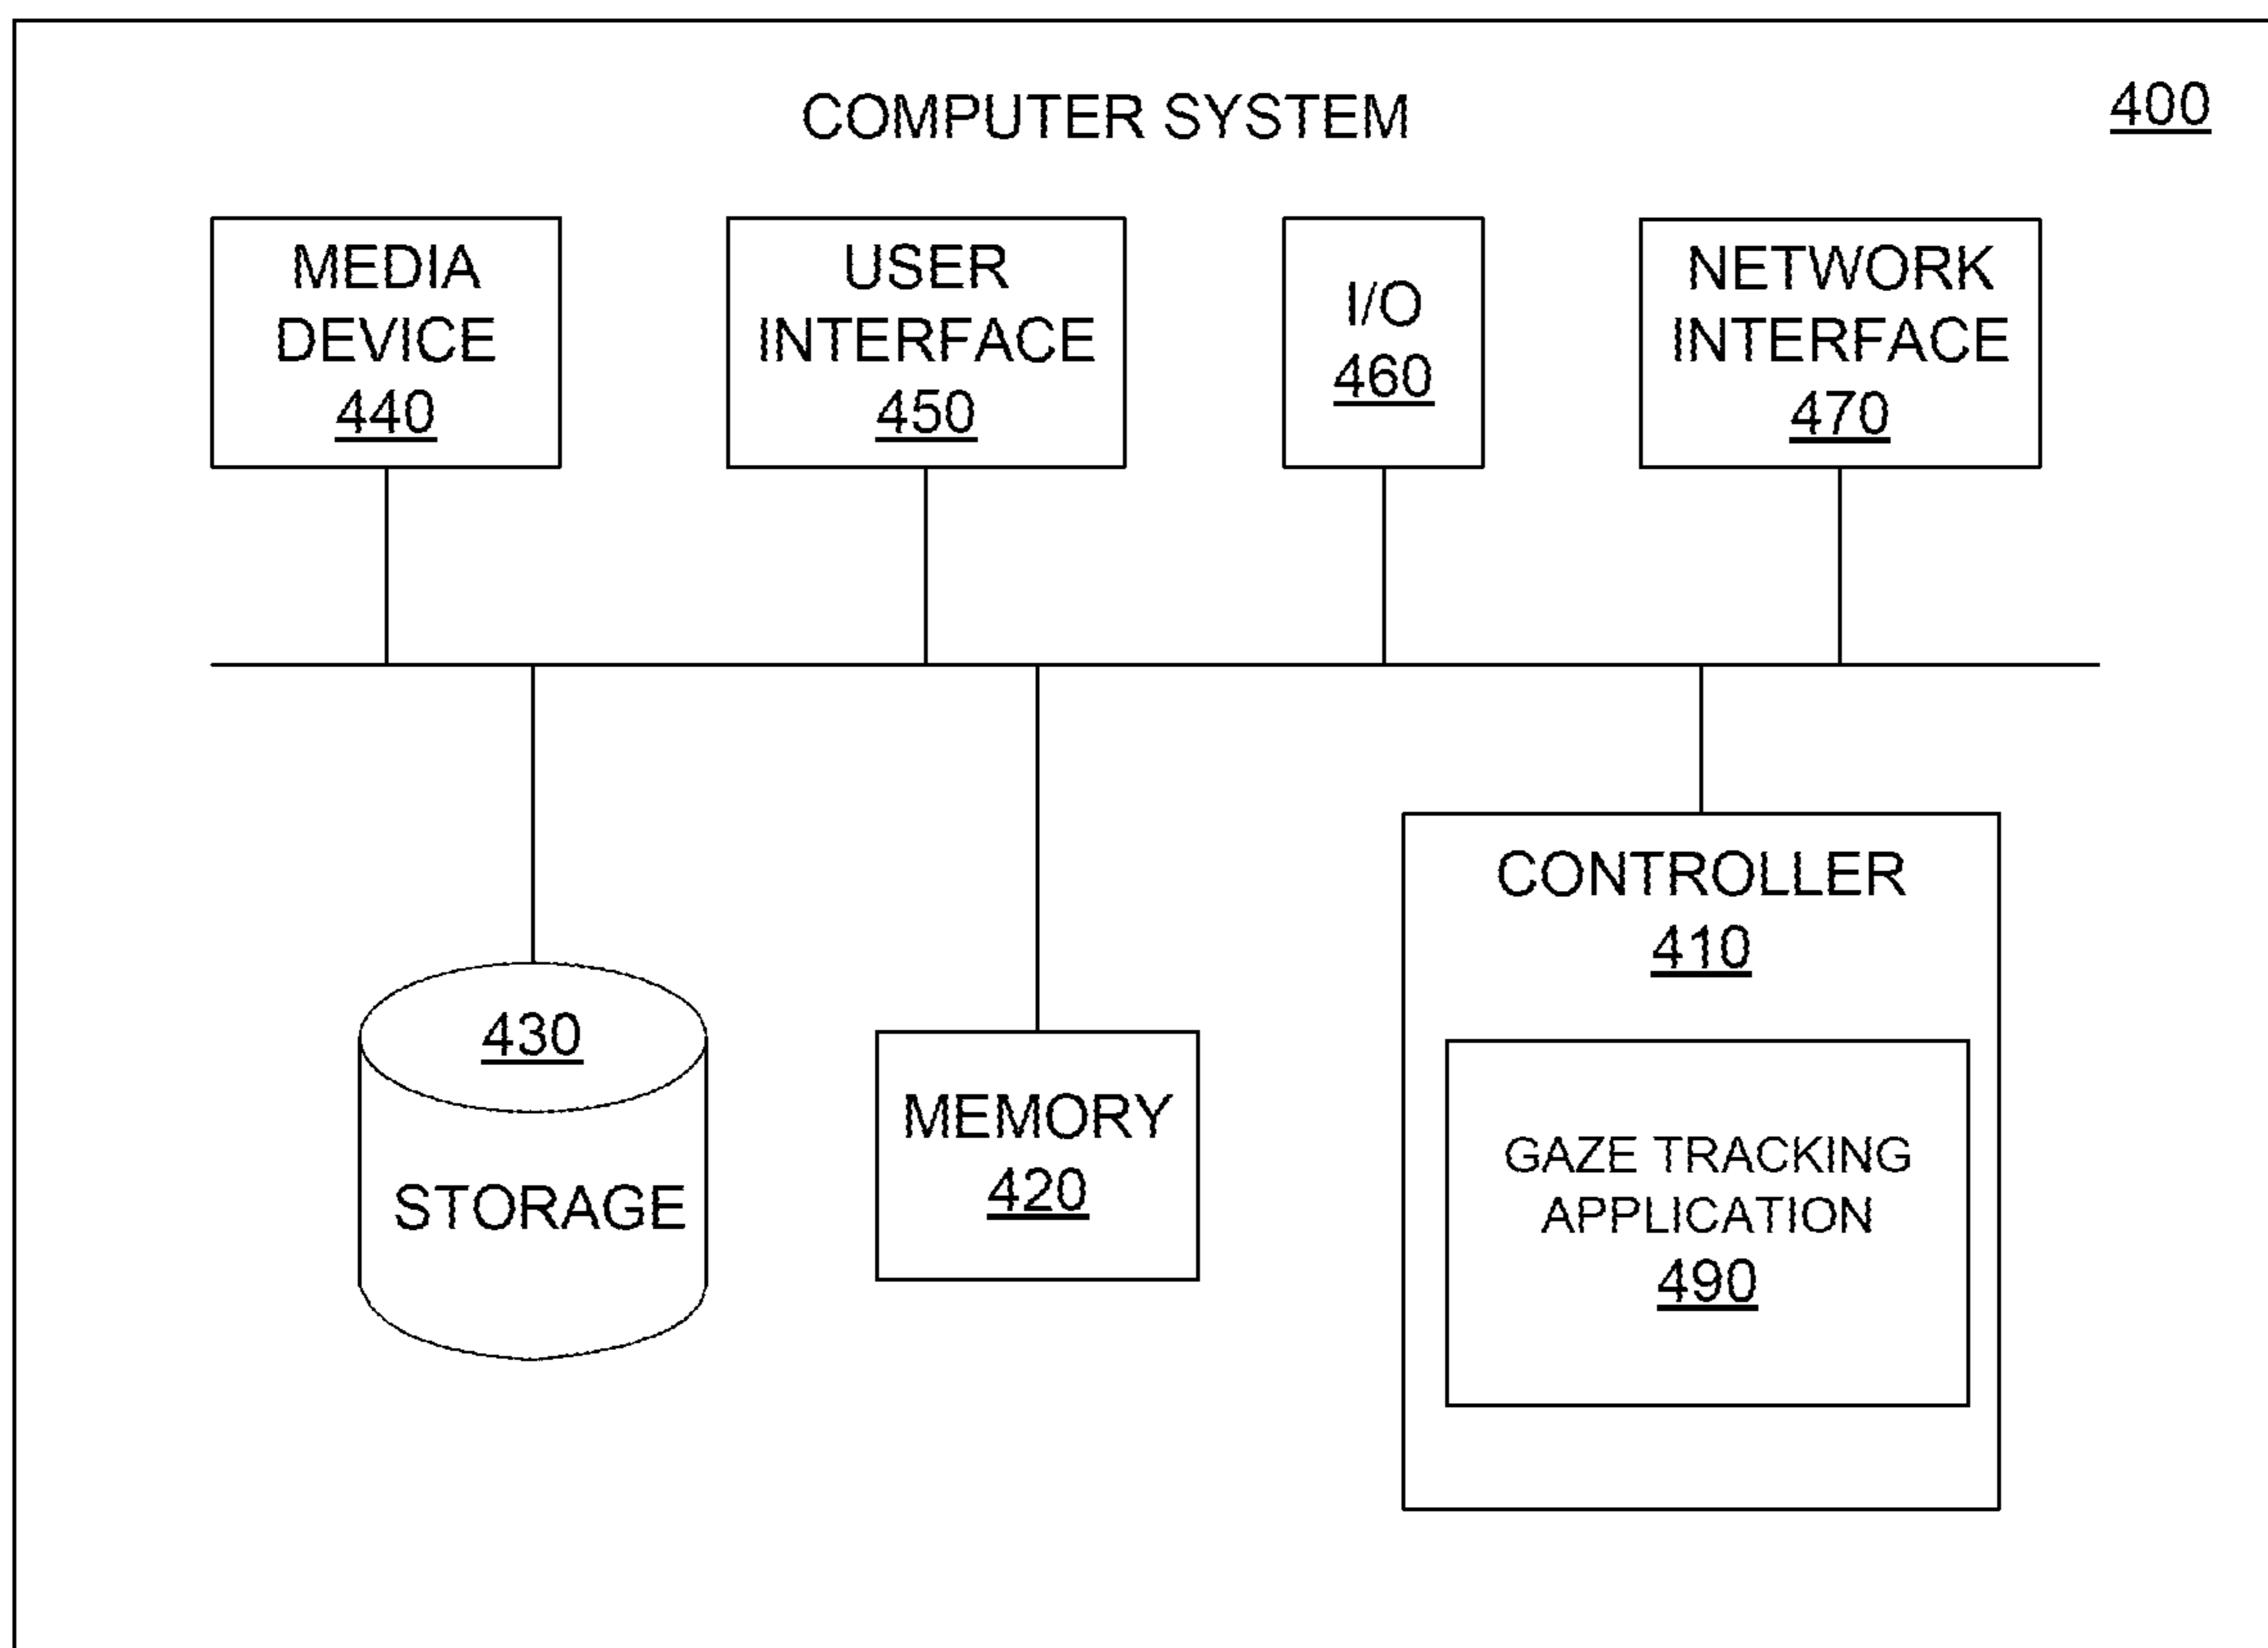 COMPUTER SYSTEM
400
MEDIA
DEVICE
440
USER
INTERFACE
450
I/O
460
NETWORK
INTERFACE
470
430
STORAGE
MEMORY
420
CONTROLLER
410
GAZE TRACKING
APPLICATION
490